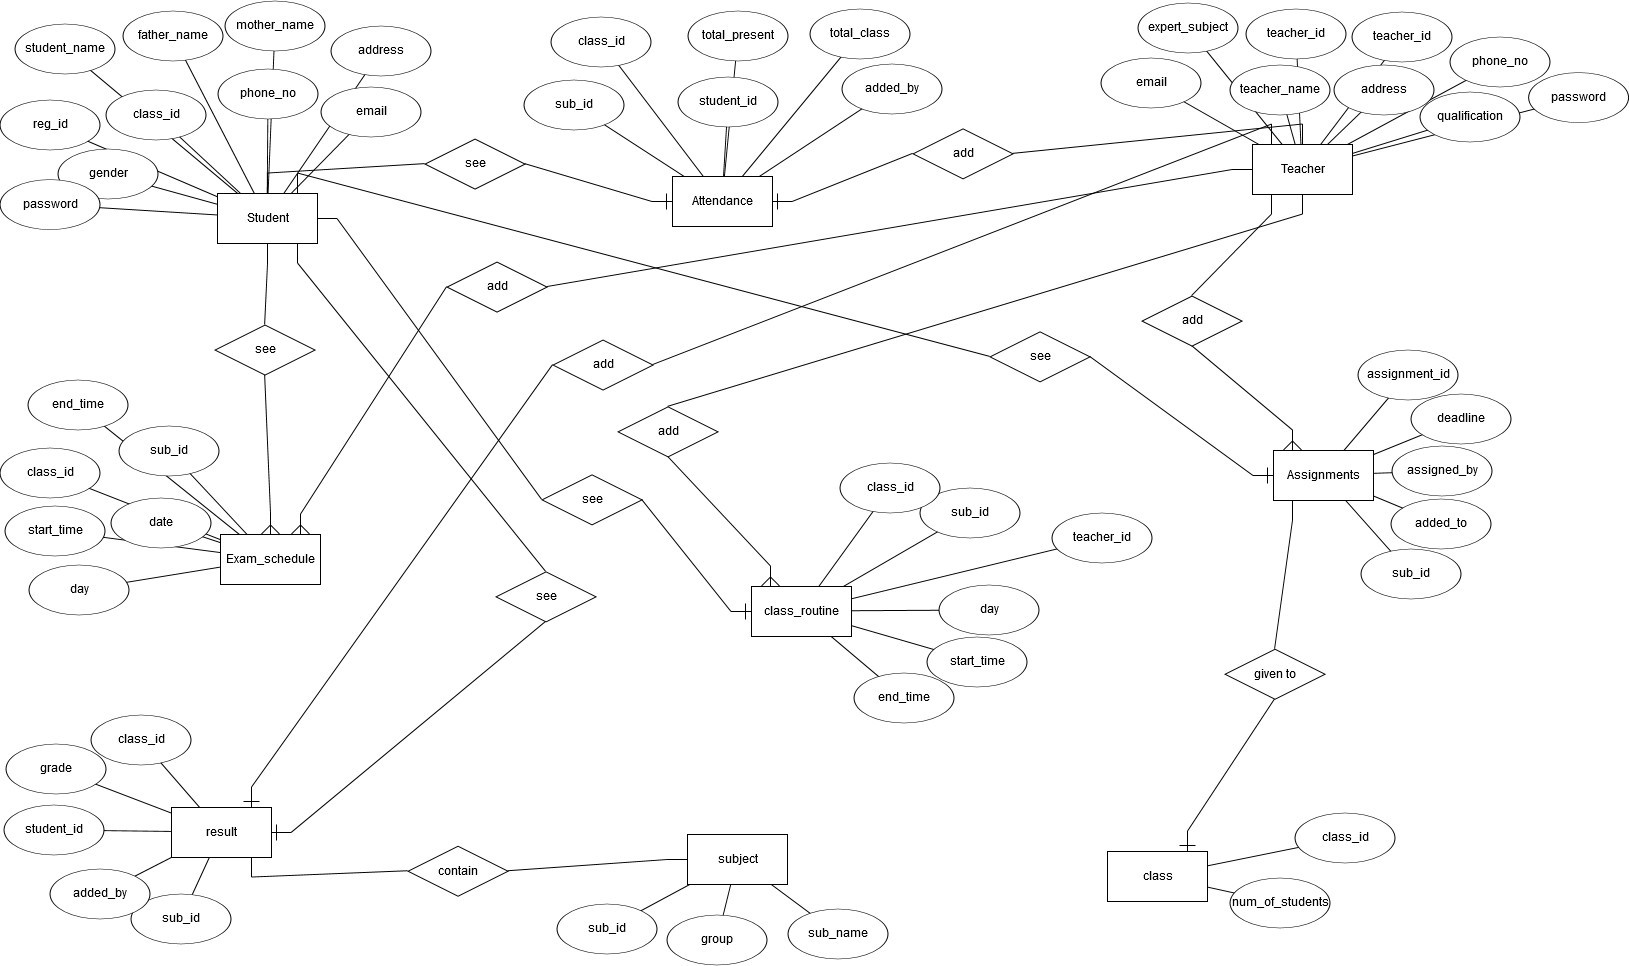 mother_name
expert_subject
father_name
total_present
total_class
teacher_id
teacher_id
student_name
class_id
address
phone_no
email
teacher_name
address
password
phone_no
sub_id
student_id
added_by
class_id
email
qualification
reg_id
see
add
gender
Teacher
password
Student
Attendance
add
add
see
see
add
assignment_id
end_time
deadline
add
sub_id
class_id
assigned_by
Assignments
class_id
see
sub_id
date
added_to
start_time
teacher_id
Exam_schedule
sub_id
day
see
class_routine
day
start_time
given to
end_time
class_id
grade
student_id
result
class_id
subject
contain
class
added_by
sub_id
num_of_students
sub_id
group
sub_name